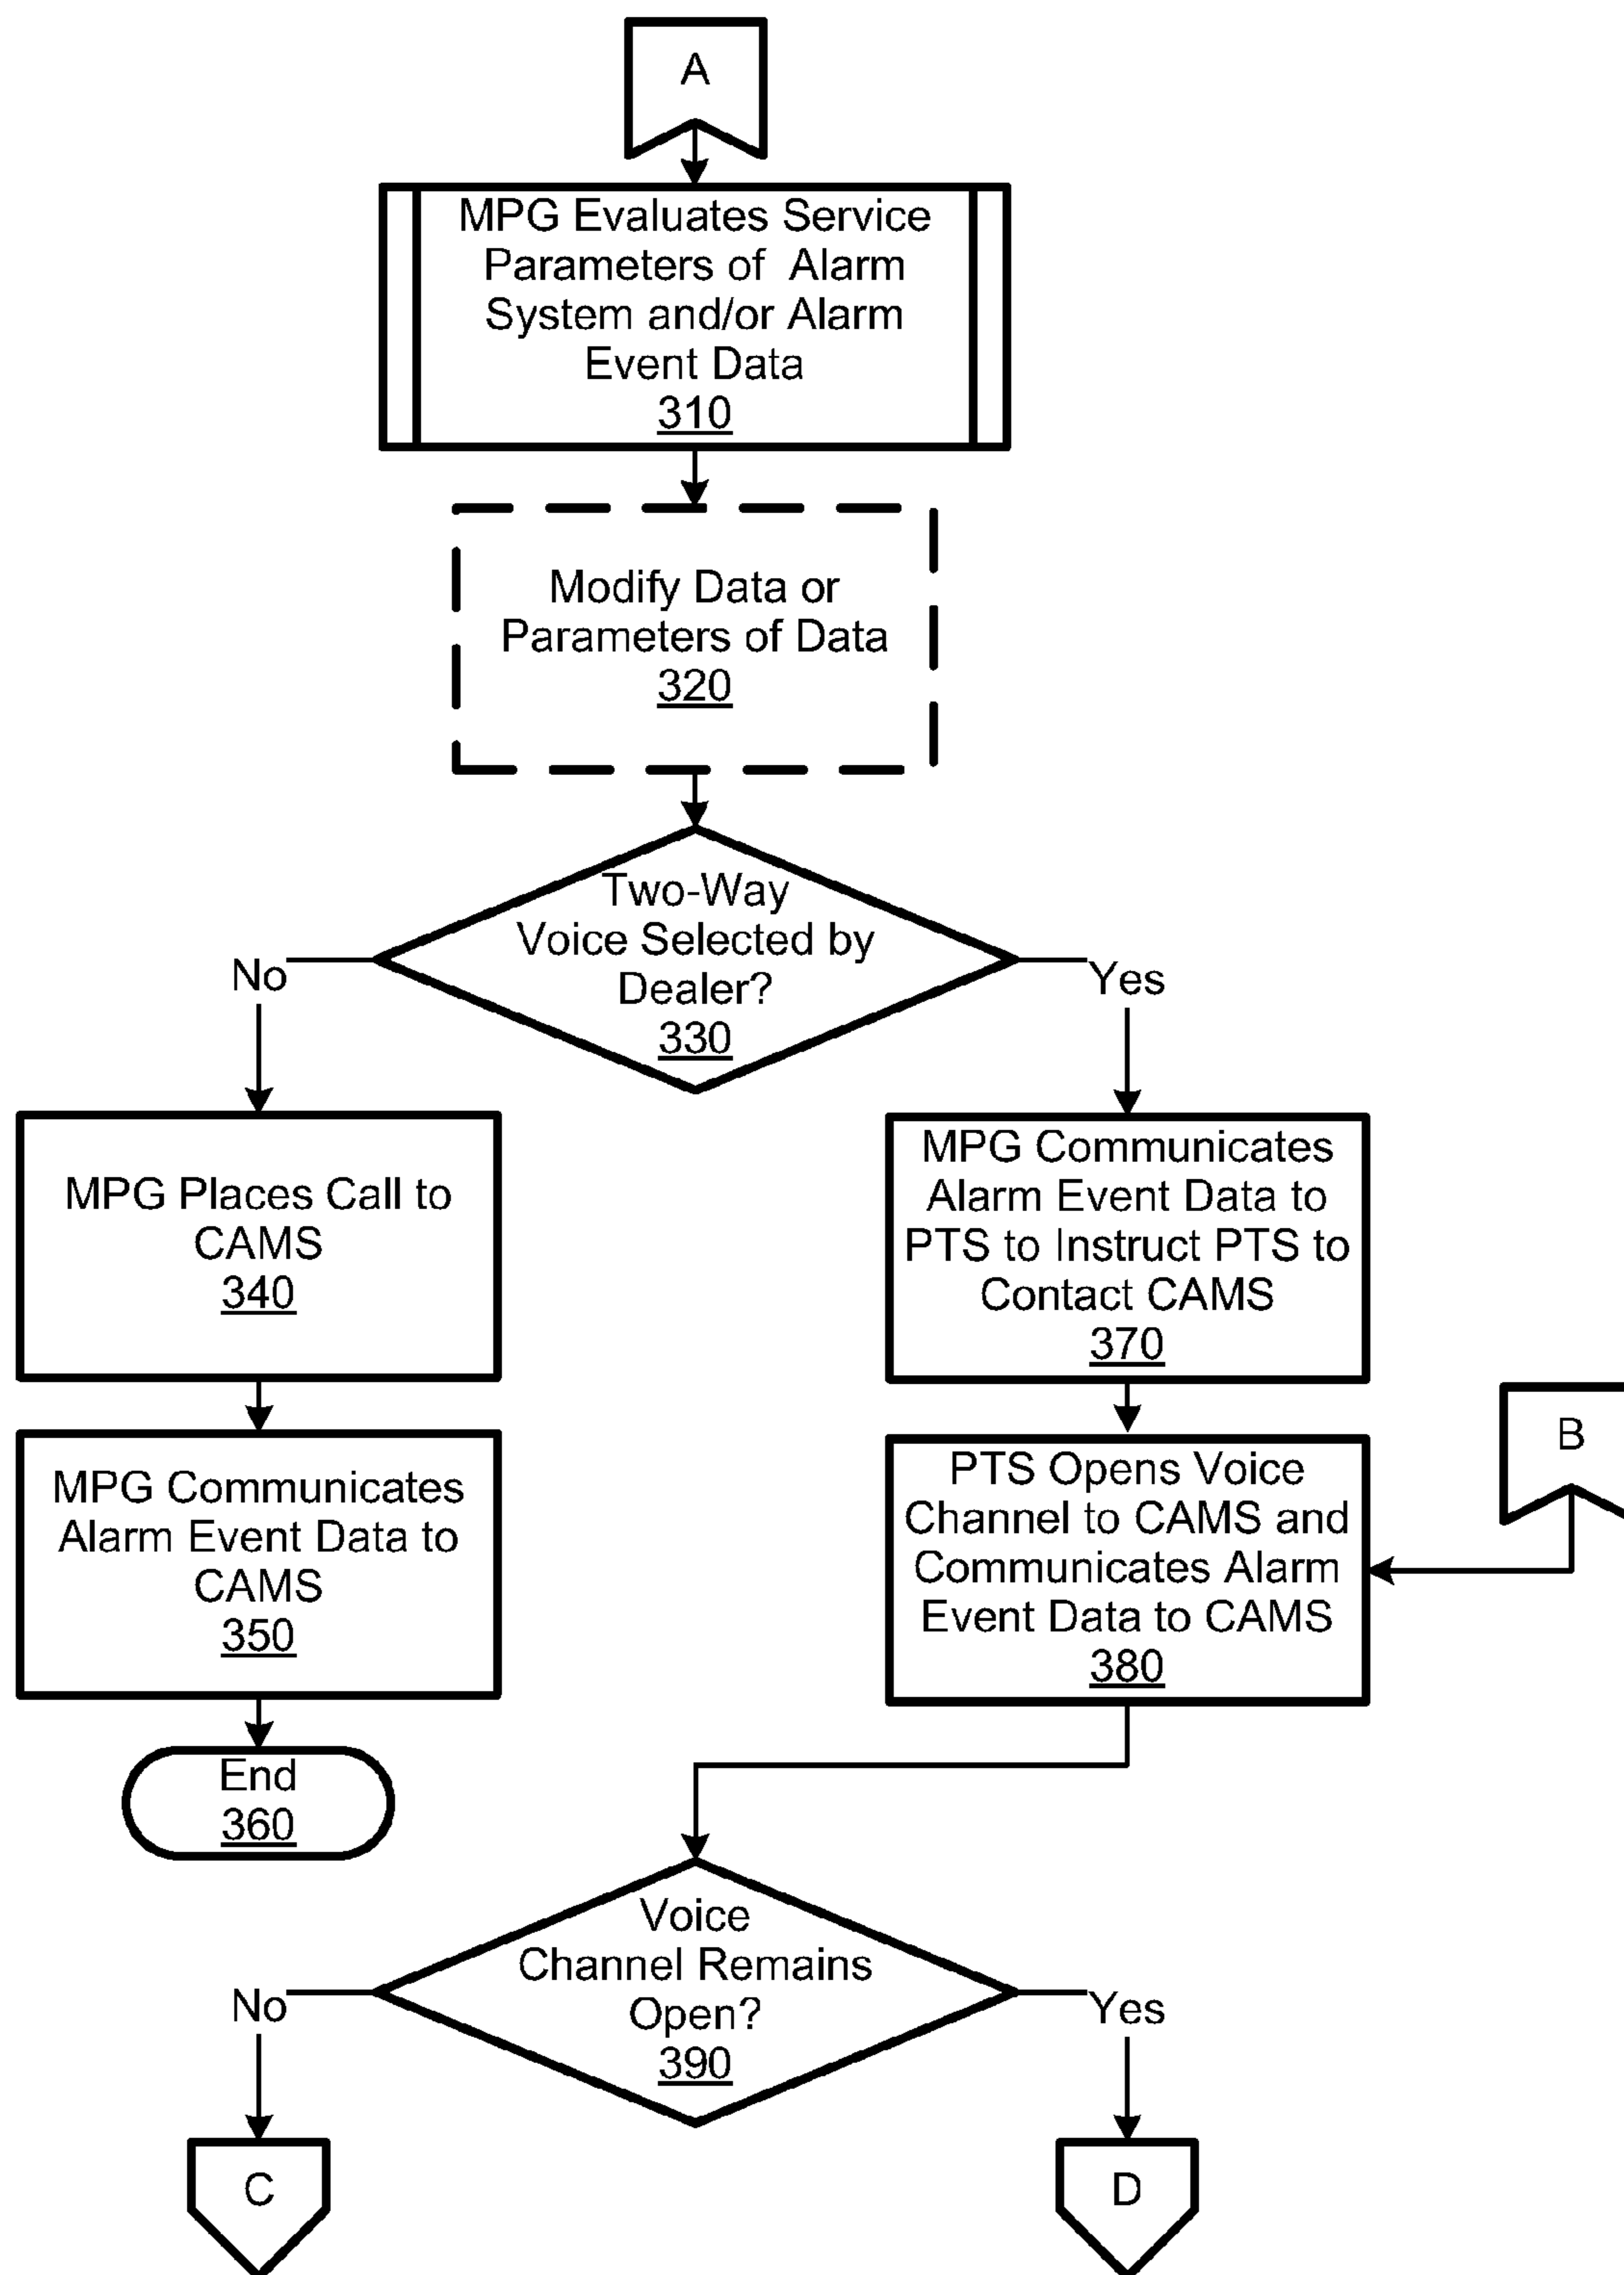 A
MPG Evaluates Service
Parameters of Alarm
System and/or Alarm
Event Data
310
Modify Data or
Parameters of Data
320
Two-Way
Voice Selected by
Dealer?
330
No
Yes
MPG Places Call to
CAMS
340
MPG Communicates
Alarm Event Data to
PTS to Instruct PTS to
Contact CAMS
370
MPG Communicates
Alarm Event Data to
CAMS
350
PTS Opens Voice
Channel to CAMS and
Communicates Alarm
Event Data to CAMS
380
B
End
360
Voice
Channel Remains
Open?
390
No
Yes
C
D